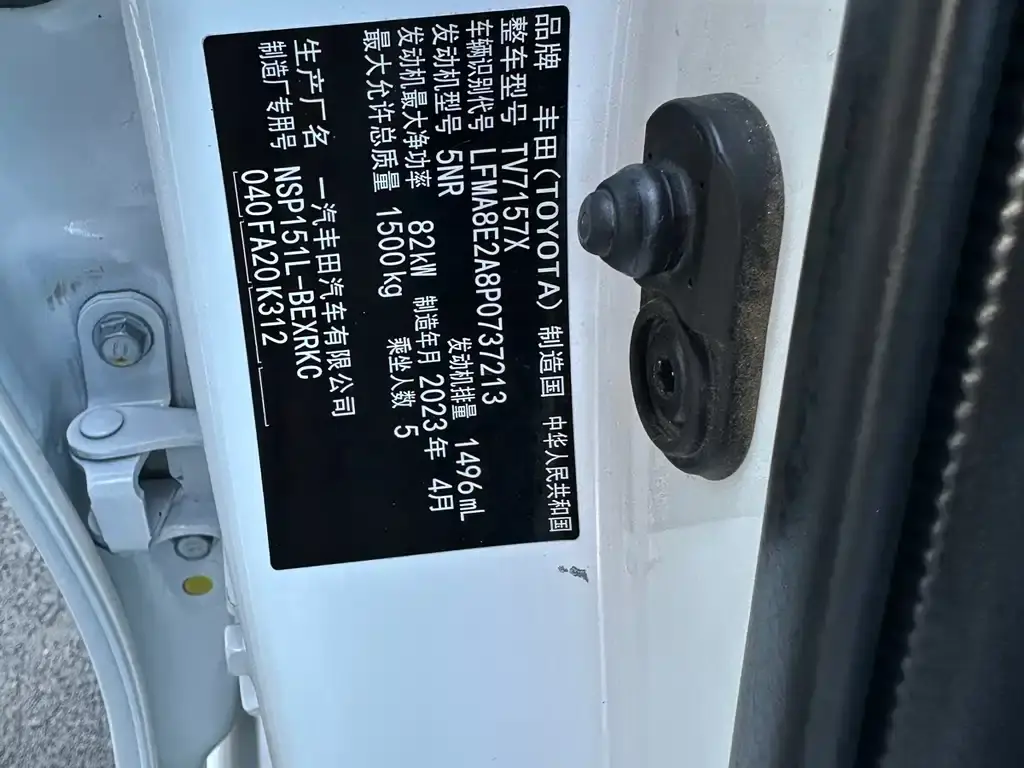 品牌 丰田(TOYOTA) 制造国 中华人民共和国
整车型号 TV7157X
车辆识别代号 LFMA8E2A8P0737213
发动机型号 5NR 发动机排量 1496mL
发动机最大净功率 82kW 制造年月 2023年 4月
最大允许总质量 1500kg 乘坐人数 5
生产厂名 一汽丰田汽车有限公司
制造厂专用号 NSP151L-BEXRKC
040FA20K312